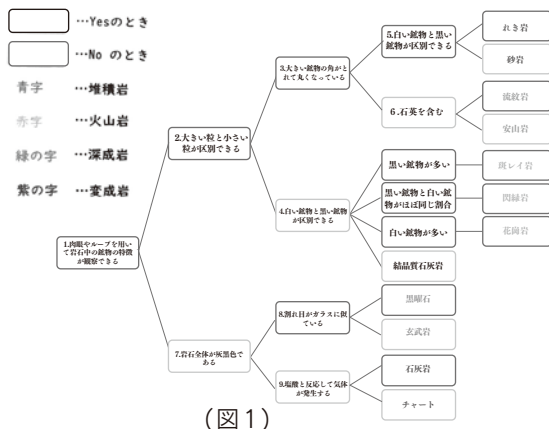 …Yesのとき
…No のとき
青字 …堆積岩
赤字 …火山岩
緑の字 …深成岩
紫の字 …変成岩
1.肉眼やルーペを用い
て岩石中の鉱物の特徴
が観察できる
2.大きい粒と小さい
粒が区別できる
3.大きい鉱物の角がと
れて丸くなっている
5.白い鉱物と黒い
鉱物が区別できる
れき岩
砂岩
6.石英を含む
流紋岩
安山岩
4.白い鉱物と黒い鉱物
が区別できる
黒い鉱物が多い
斑レイ岩
黒い鉱物と白い鉱
物がほぼ同じ割合
閃緑岩
白い鉱物が多い
花崗岩
結晶質石灰岩
7.岩石全体が灰黒色で
ある
8.割れ目がガラスに似
ている
黒曜石
玄武岩
9.塩酸と反応して気体
が発生する
石灰岩
チャート
(図1)